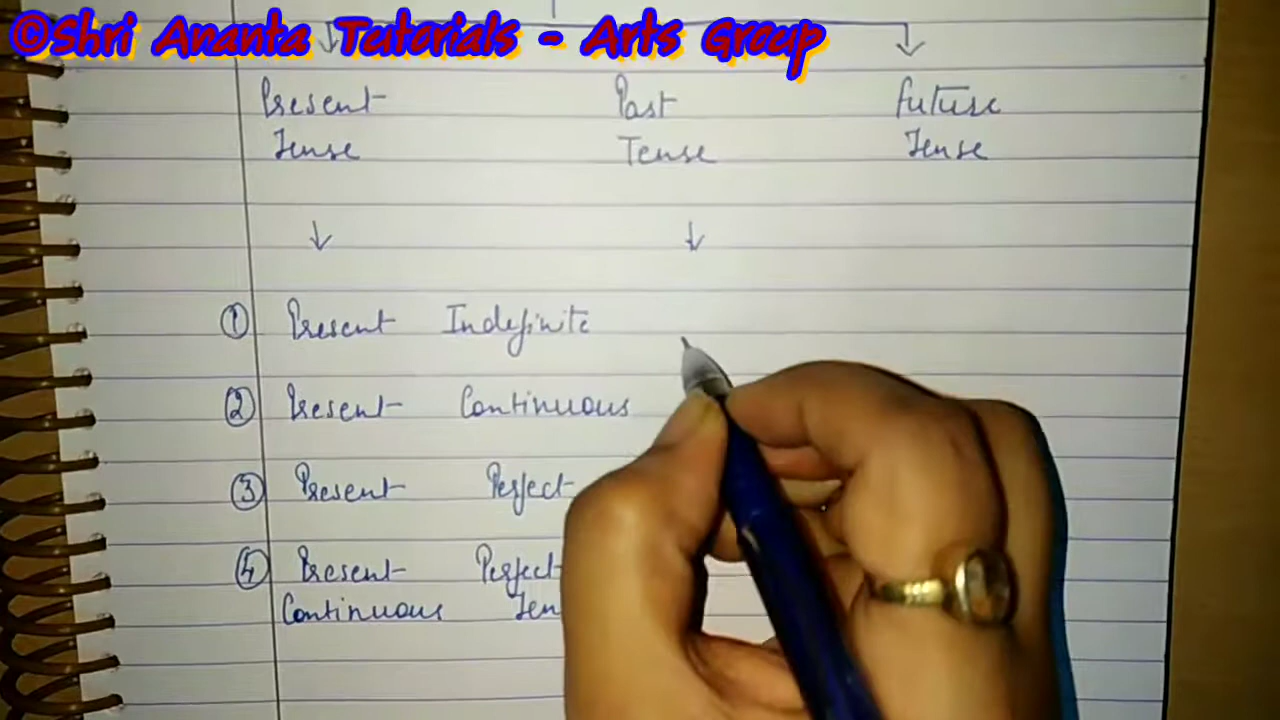 ©Shri Ananta Tutorials - Arts Group
Present Past Future
Tense Tense Tense
① Present Indefinite
② Present Continuous
③ Present Perfect
④ Present Perfect
Continuous Ten